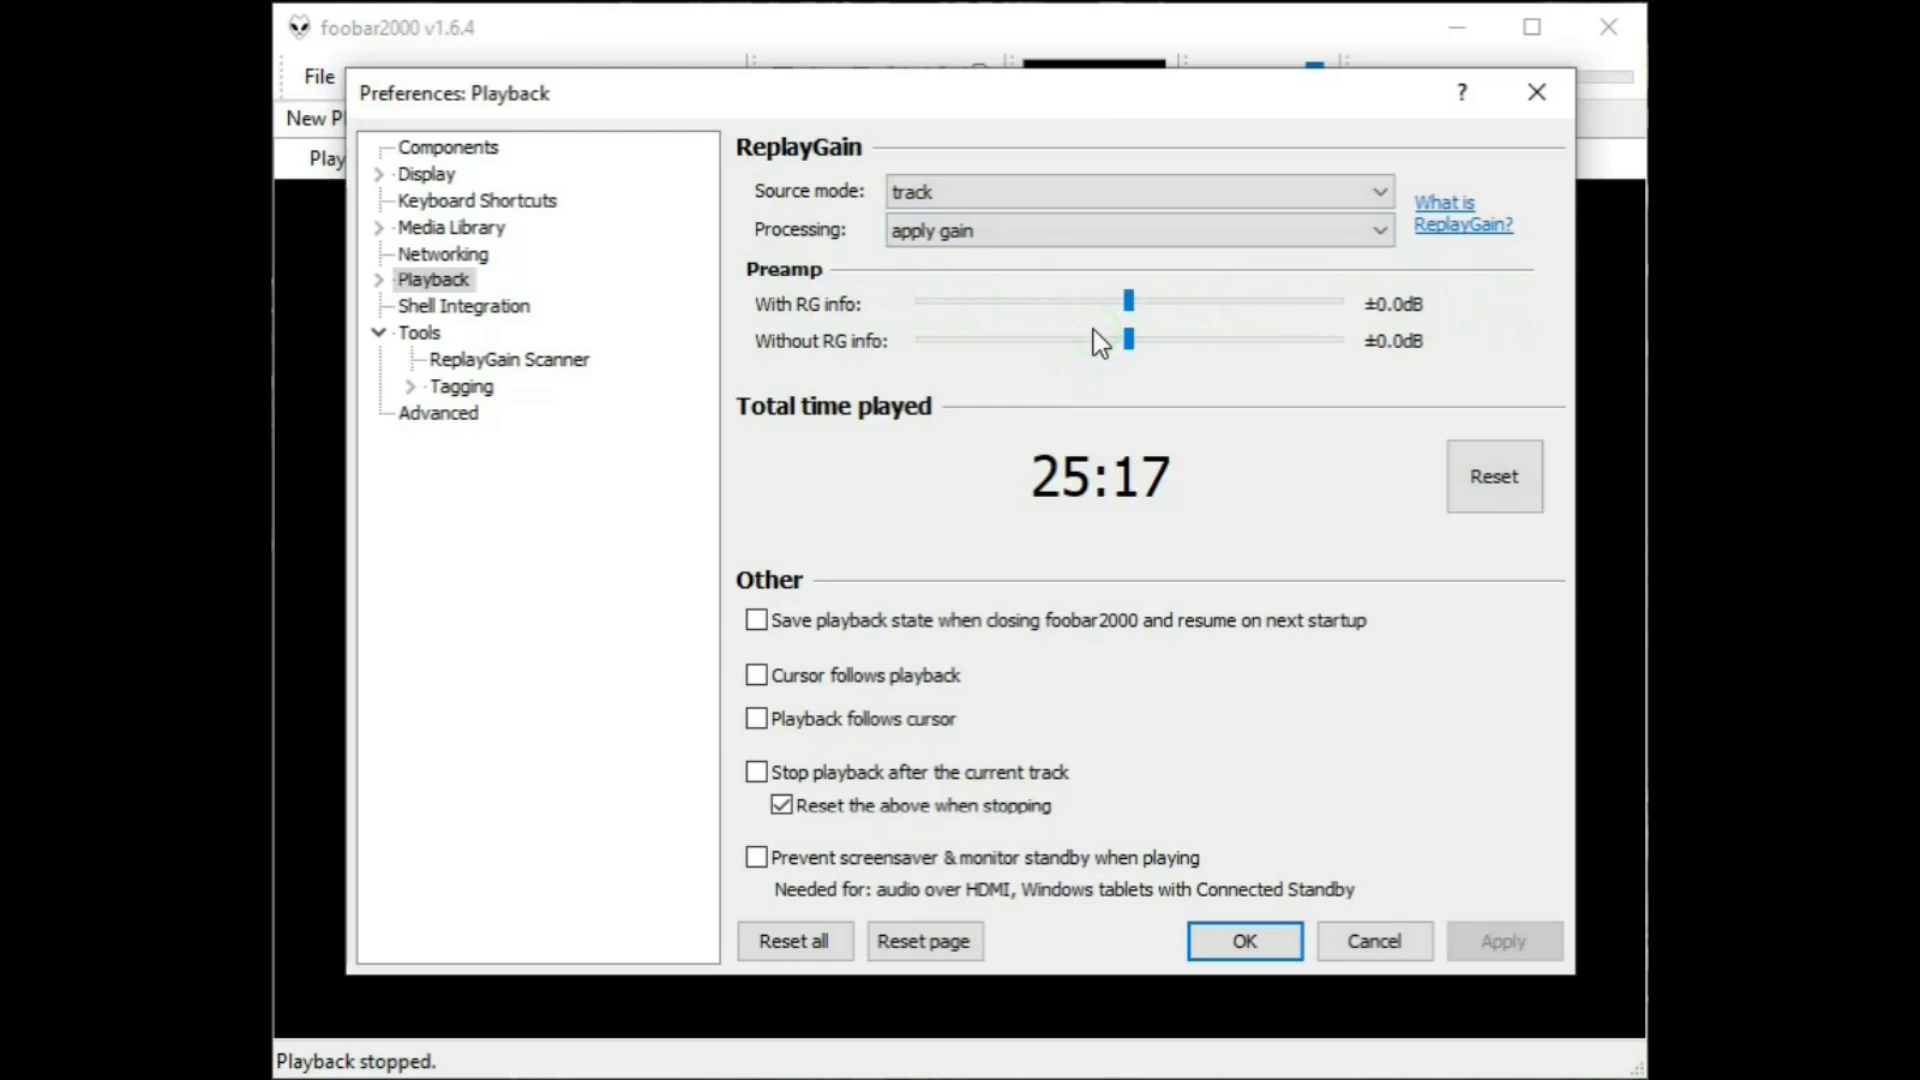 foobar2000 v1.6.4
File
New Pl
Play
Preferences: Playback
?
Components
Display
Keyboard Shortcuts
Media Library
Networking
Playback
Shell Integration
Tools
ReplayGain Scanner
Tagging
Advanced
ReplayGain
Source mode: track
Processing: apply gain
What is
ReplayGain?
Preamp
With RG info: ±0.0dB
Without RG info: ±0.0dB
Total time played
25:17
Reset
Other
Save playback state when closing foobar2000 and resume on next startup
Cursor follows playback
Playback follows cursor
Stop playback after the current track
Reset the above when stopping
Prevent screensaver & monitor standby when playing
Needed for: audio over HDMI, Windows tablets with Connected Standby
Reset all
Reset page
OK
Cancel
Apply
Playback stopped.